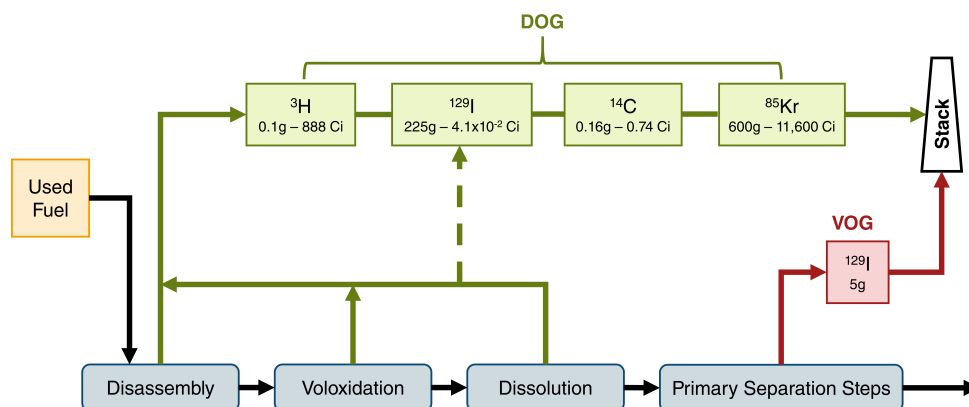 DOG
³H
0.1g – 888 Ci
¹²⁹I
225g – 4.1x10⁻² Ci
¹⁴C
0.16g – 0.74 Ci
⁸⁵Kr
600g – 11,600 Ci
Stack
Used
Fuel
VOG
¹²⁹I
5g
Disassembly
Voloxidation
Dissolution
Primary Separation Steps